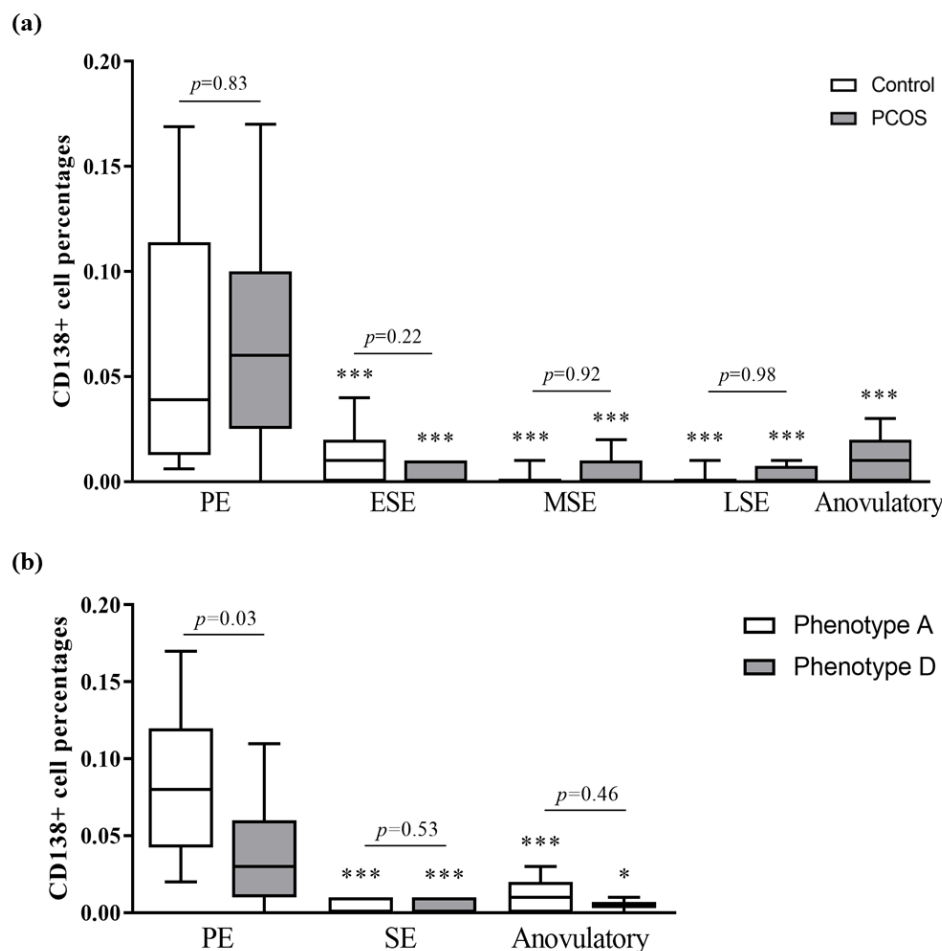 (a)
CD138+ cell percentages
0.20
0.15
0.10
0.05
0.00
Control
PCOS
p=0.83
p=0.22
p=0.92
p=0.98
***
***
***
***
***
***
***
PE ESE MSE LSE Anovulatory
(b)
CD138+ cell percentages
0.20
0.15
0.10
0.05
0.00
Phenotype A
Phenotype D
p=0.03
p=0.53
p=0.46
***
***
***
*
PE SE Anovulatory